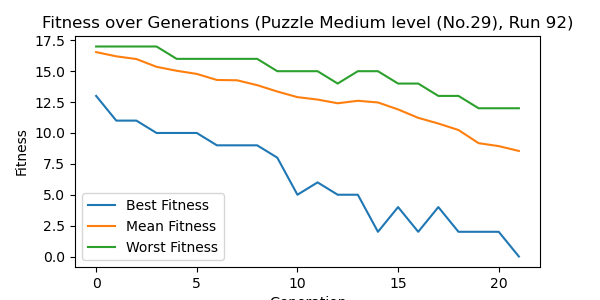 Fitness over Generations (Puzzle Medium level (No.29), Run 92)
Fitness
17.5
15.0
12.5
10.0
7.5
5.0
2.5
0.0
Best Fitness
Mean Fitness
Worst Fitness
0 5 10 15 20
Generation